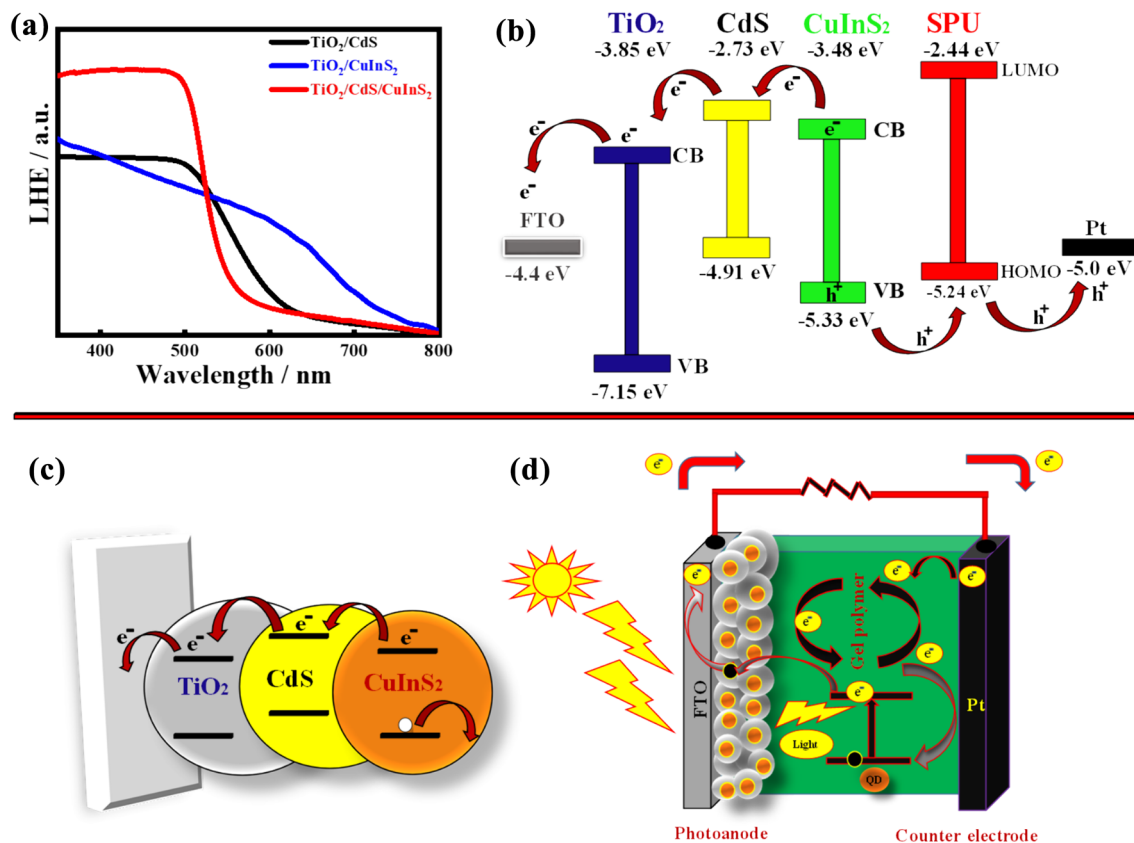 (a)
TiO₂/CdS
TiO₂/CuInS₂
TiO₂/CdS/CuInS₂
LHE / a.u.
400 500 600 700 800
Wavelength / nm
(b)
TiO₂ CdS CuInS₂ SPU
-3.85 eV -2.73 eV -3.48 eV -2.44 eV
LUMO
e⁻ e⁻
e⁻ e⁻ e⁻ CB
CB
e⁻
FTO Pt
-4.4 eV -4.91 eV HOMO -5.0 eV
h⁺ VB -5.24 eV h⁺
-5.33 eV h⁺
h⁺
VB
-7.15 eV
(c)
e⁻ e⁻ e⁻ e⁻
TiO₂ CdS CuInS₂
(d)
e⁻ e⁻
e⁻ e⁻ e⁻
e⁻ Gel polymer e⁻
e⁻
FTO Pt
Light
QD
Photoanode Counter electrode